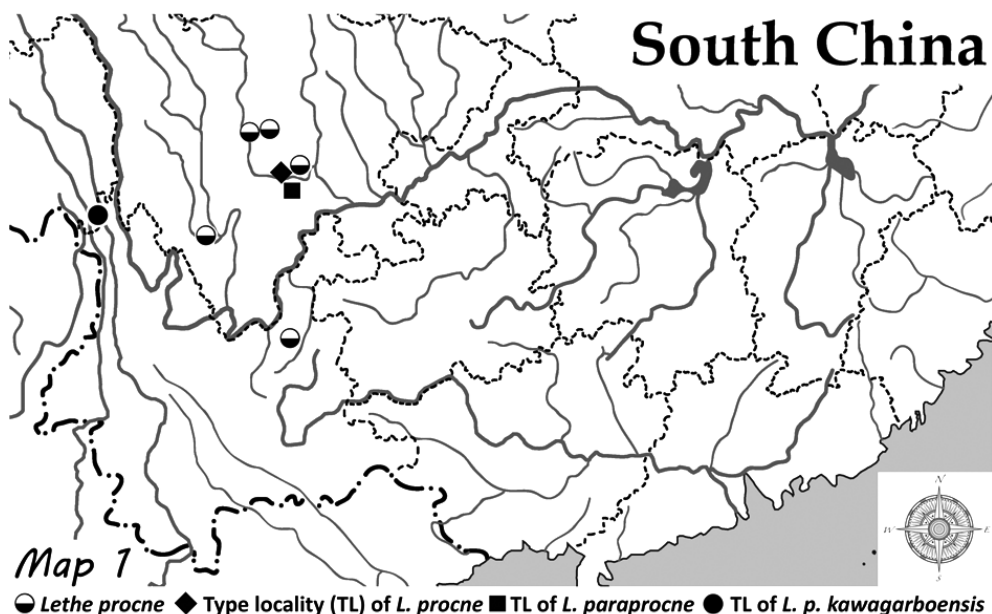 South China
N
W
E
S
Map 1
Lethe procne Type locality (TL) of L. procne TL of L. paraprocne TL of L. p. kawagarboensis